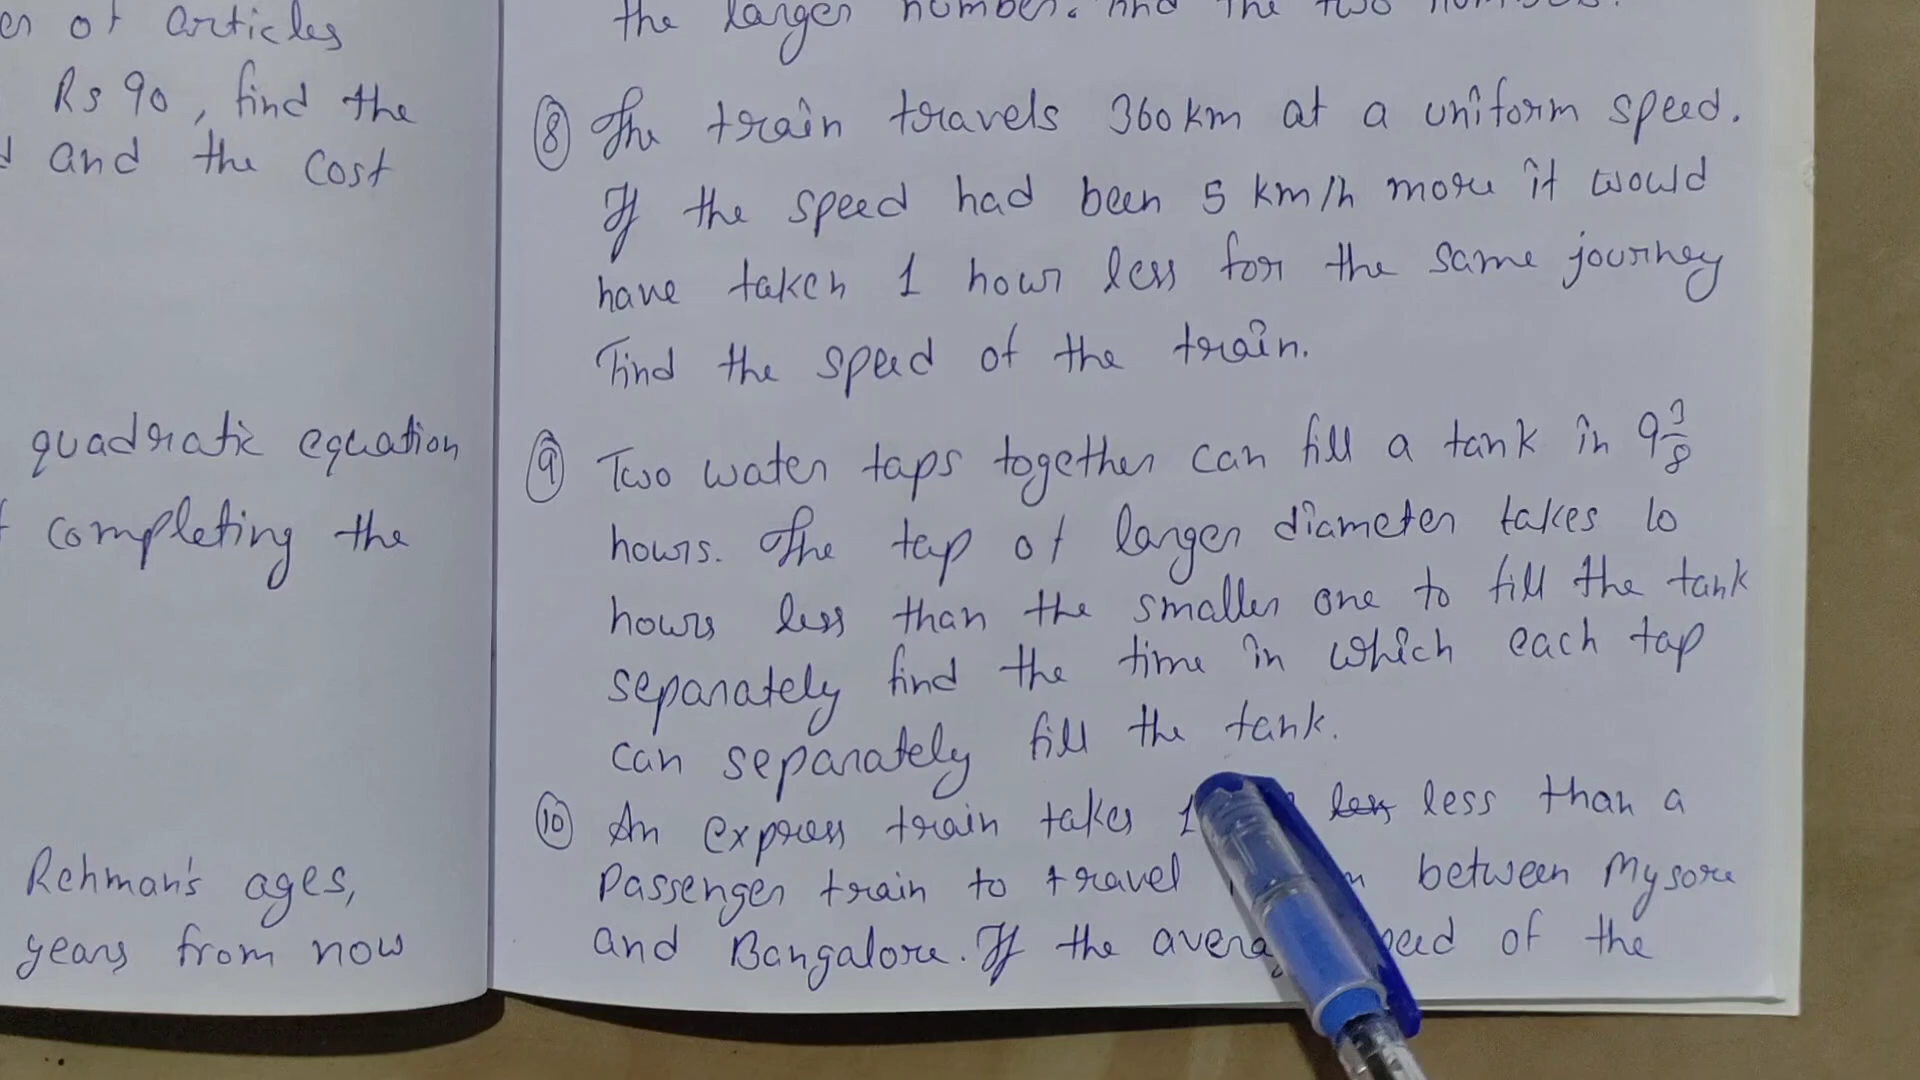 er of articles
Rs 90, find the
d and the cost
quadratic equation
completing the
Rehman's ages,
years from now
the larger number. Find the two numbers.
⑧ The train travels 360 km at a uniform speed.
If the speed had been 5 km/h more it would
have taken 1 hour less for the same journey
Find the speed of the train.
⑨ Two water taps together can fill a tank in 9 3/8
hours. The tap of larger diameter takes 10
hours less than the smaller one to fill the tank
separately find the time in which each tap
can separately fill the tank.
⑩ An express train takes 1 less than a
Passenger train to travel between Mysore
and Bangalore. If the average speed of the